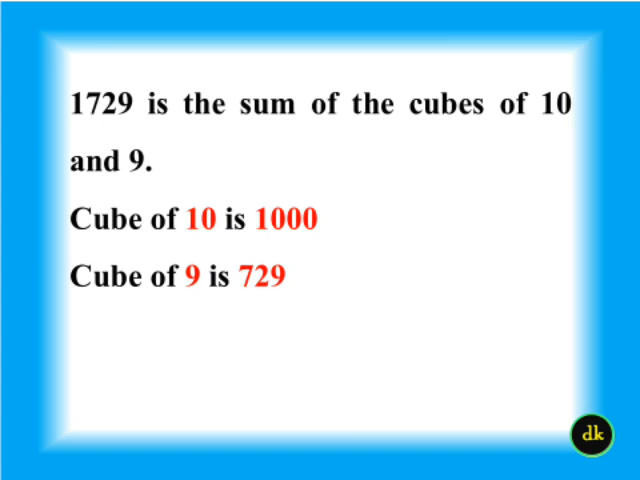 1729 is the sum of the cubes of 10
and 9.
Cube of 10 is 1000
Cube of 9 is 729
dk